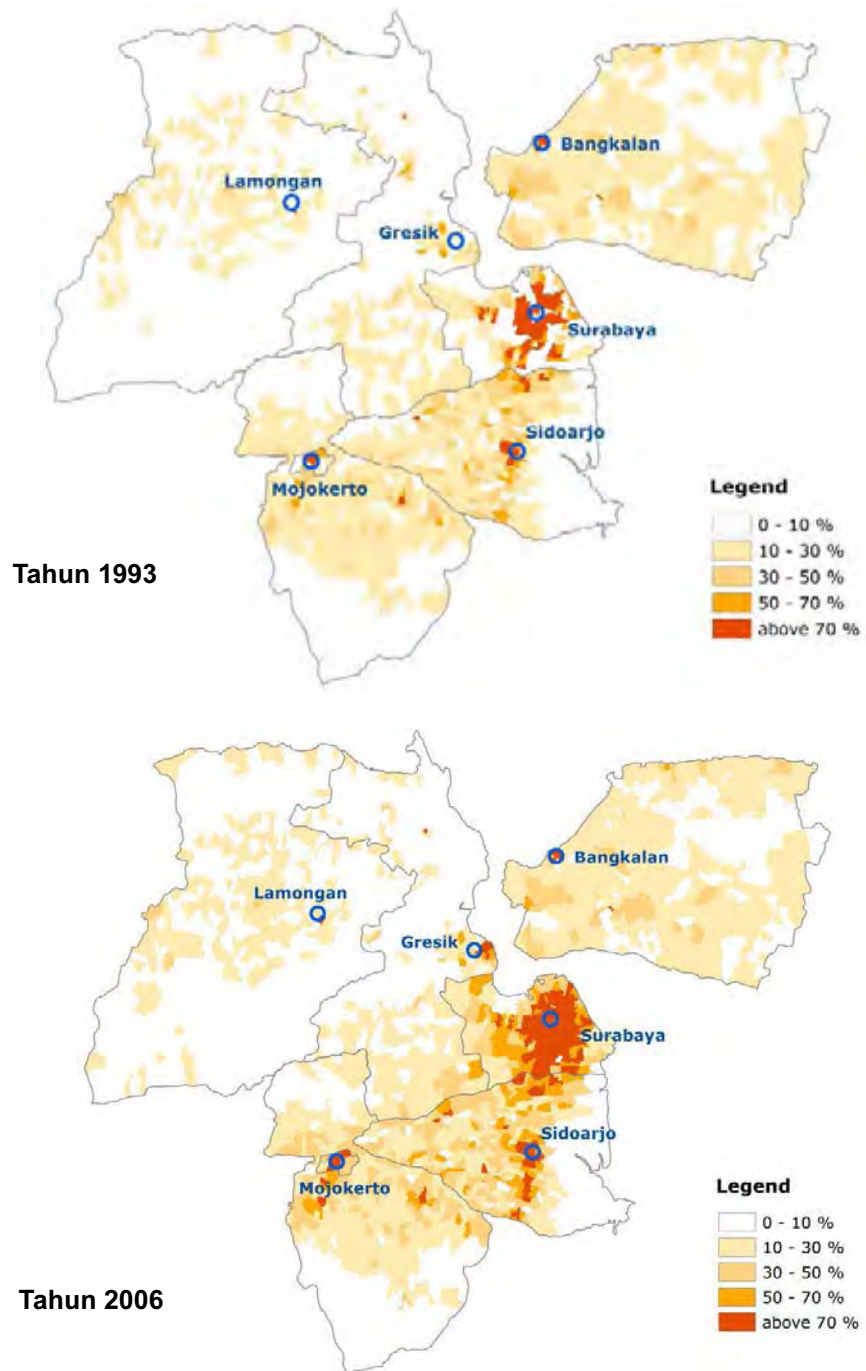 Bangkalan
Lamongan
Gresik
Surabaya
Sidoarjo
Mojokerto
Legend
0 - 10 %
10 - 30 %
30 - 50 %
50 - 70 %
above 70 %
Tahun 1993
Bangkalan
Lamongan
Gresik
Surabaya
Sidoarjo
Mojokerto
Legend
0 - 10 %
10 - 30 %
30 - 50 %
50 - 70 %
above 70 %
Tahun 2006